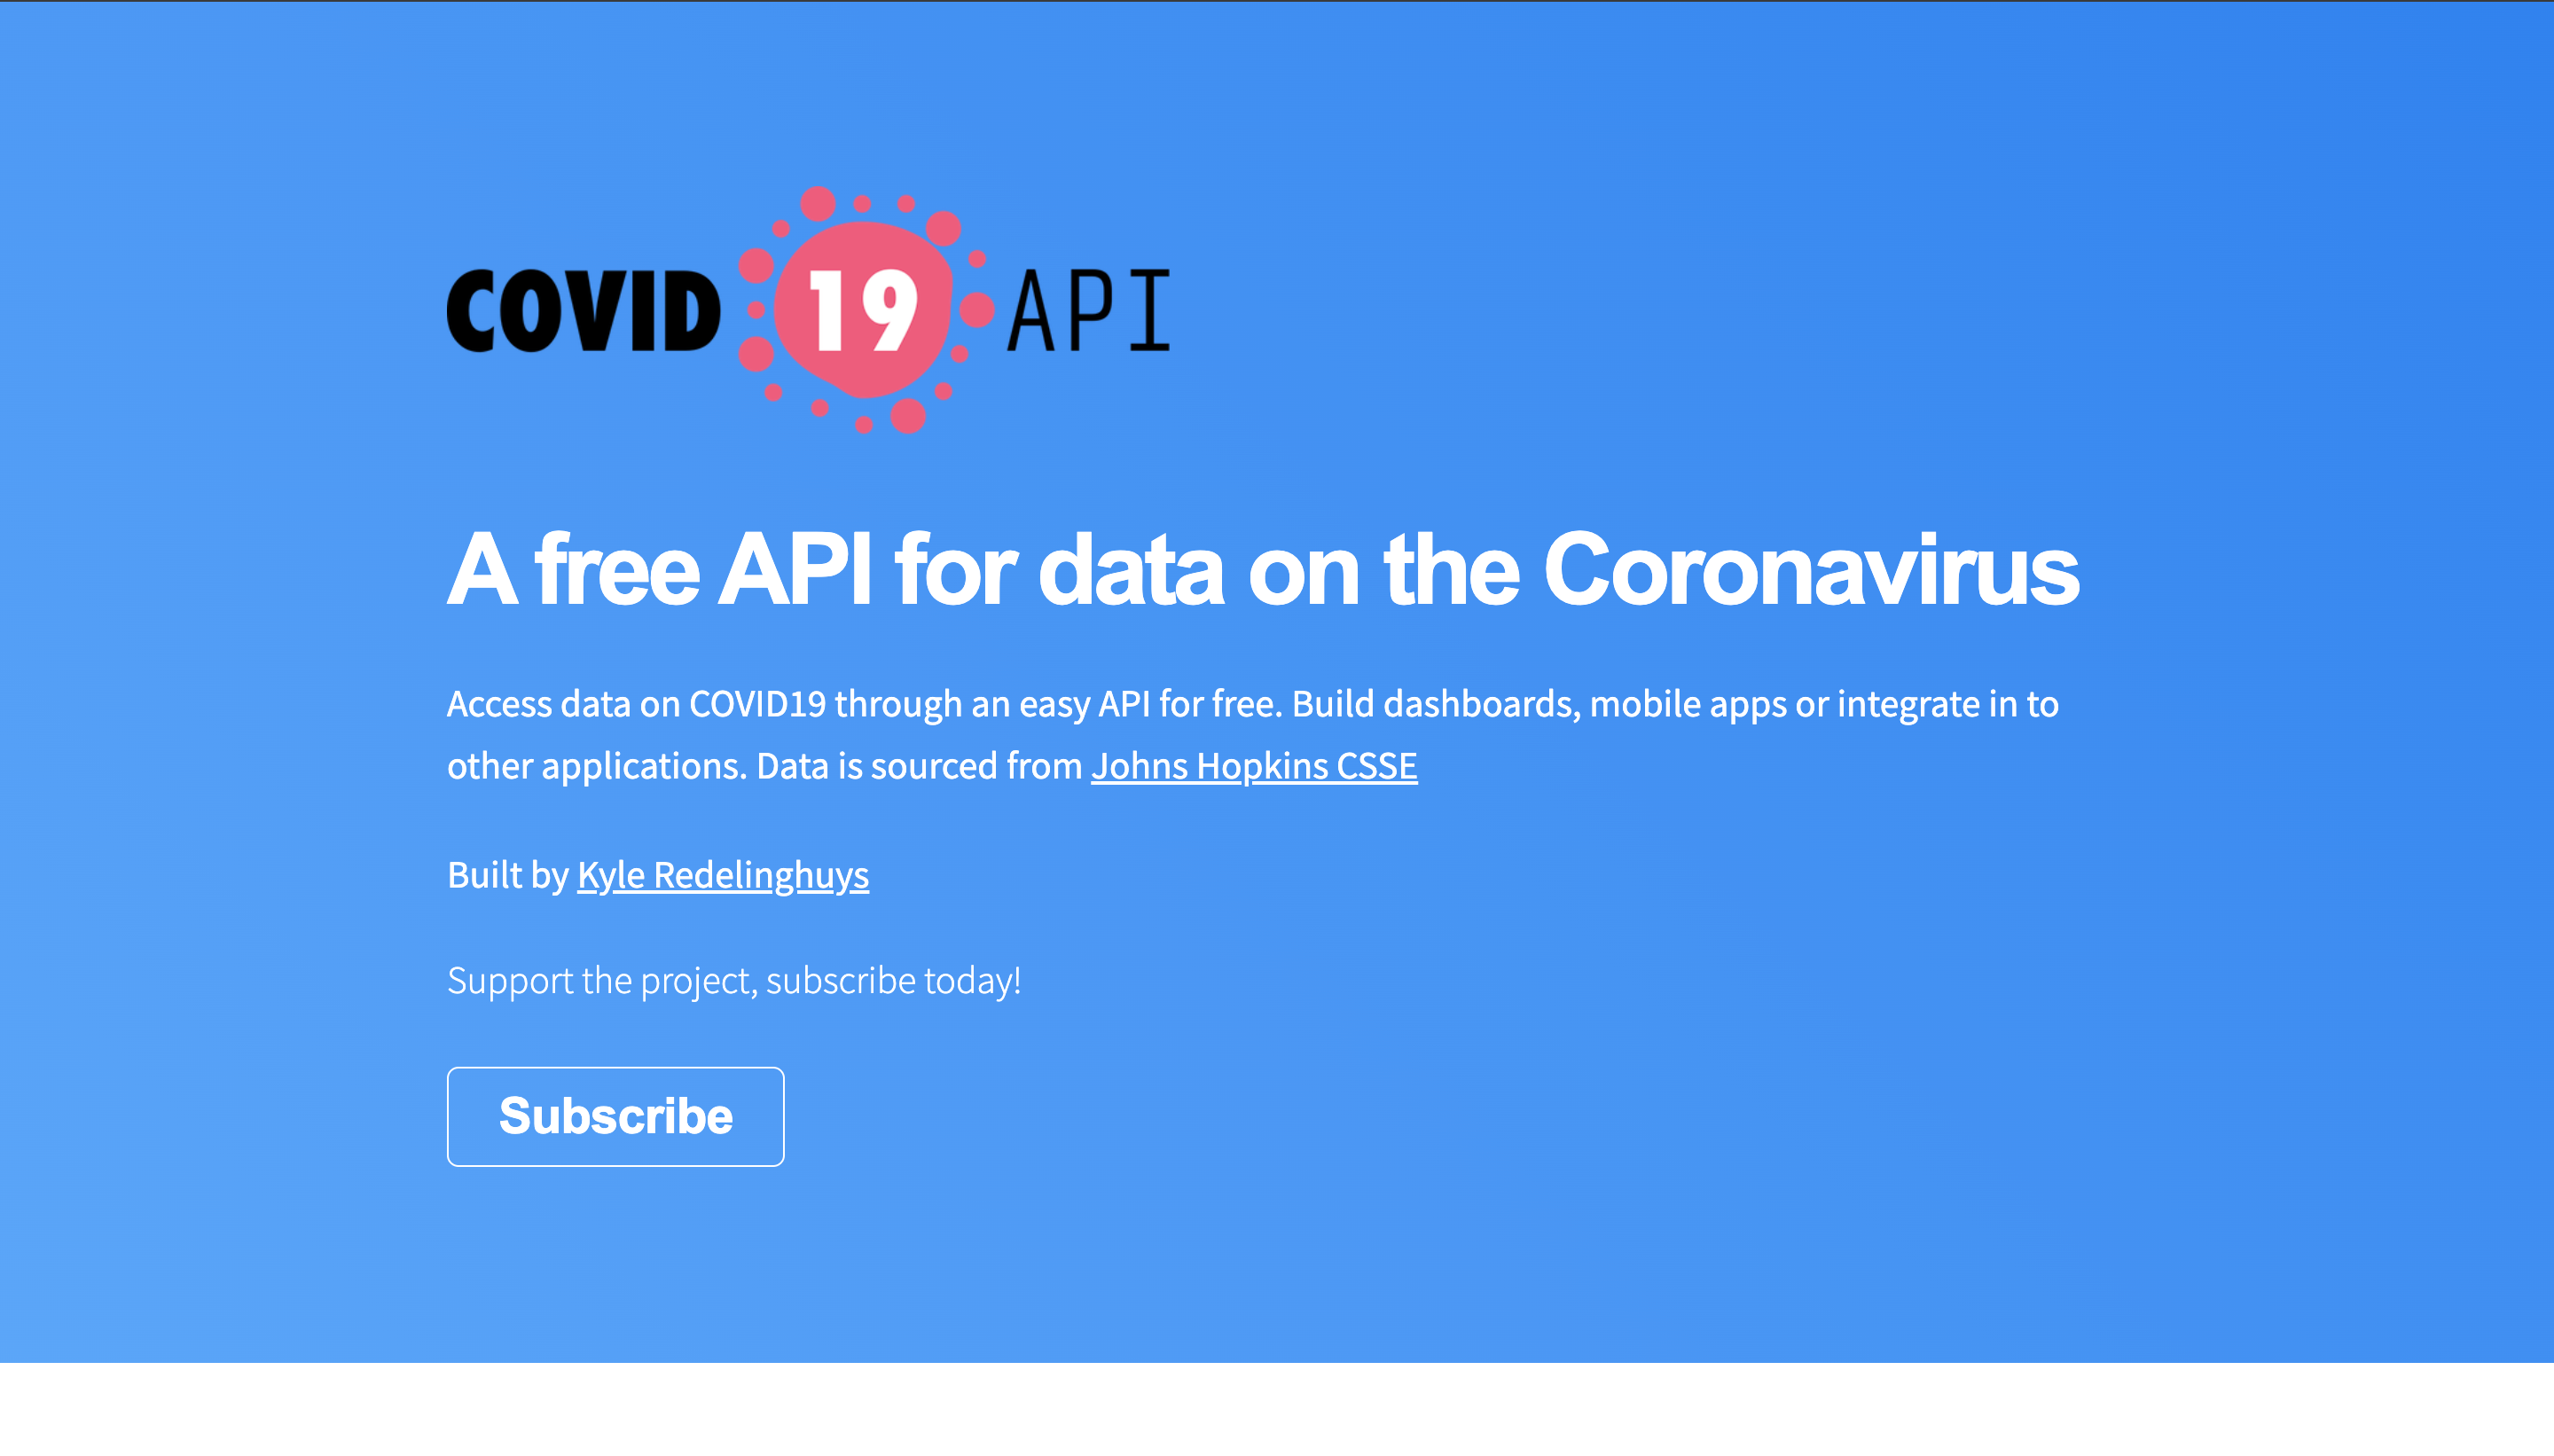 COVID 19 API
A free API for data on the Coronavirus
Access data on COVID19 through an easy API for free. Build dashboards, mobile apps or integrate in to
other applications. Data is sourced from Johns Hopkins CSSE
Built by Kyle Redelinghuys
Support the project, subscribe today!
Subscribe